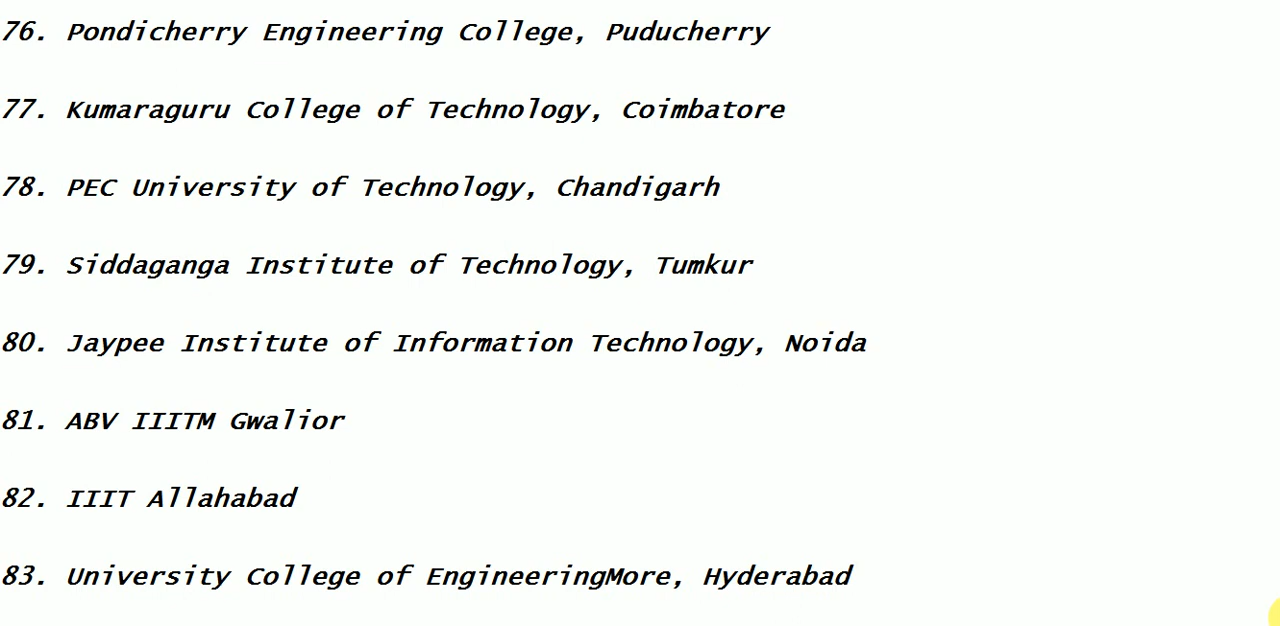 76. Pondicherry Engineering College, Puducherry
77. Kumaraguru College of Technology, Coimbatore
78. PEC University of Technology, Chandigarh
79. Siddaganga Institute of Technology, Tumkur
80. Jaypee Institute of Information Technology, Noida
81. ABV IIITM Gwalior
82. IIIT Allahabad
83. University College of EngineeringMore, Hyderabad